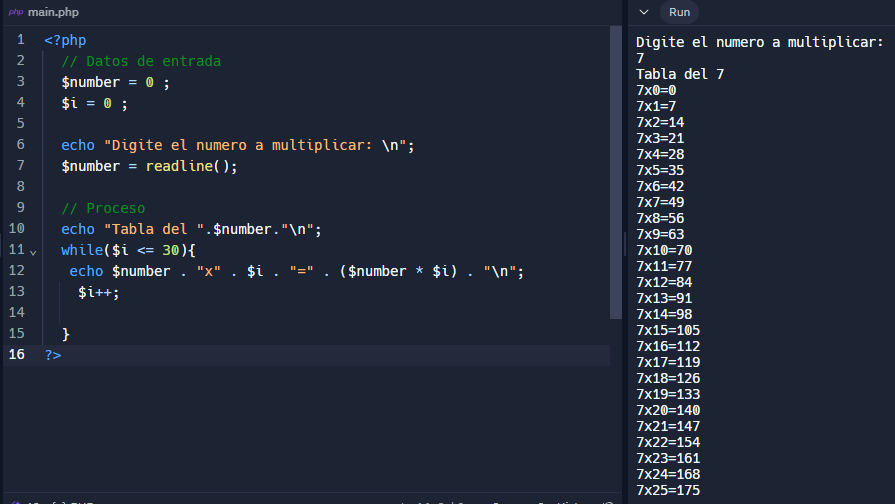 php main.php
1 <?php
2 // Datos de entrada
3 $number = 0 ;
4 $i = 0 ;
5
6 echo "Digite el numero a multiplicar: \n";
7 $number = readline();
8
9 // Proceso
10 echo "Tabla del ".$number."\n";
11 while($i <= 30){
12 echo $number . "x" . $i . "=" . ($number * $i) . "\n";
13 $i++;
14
15 }
16 ?>
Run
Digite el numero a multiplicar:
7
Tabla del 7
7x0=0
7x1=7
7x2=14
7x3=21
7x4=28
7x5=35
7x6=42
7x7=49
7x8=56
7x9=63
7x10=70
7x11=77
7x12=84
7x13=91
7x14=98
7x15=105
7x16=112
7x17=119
7x18=126
7x19=133
7x20=140
7x21=147
7x22=154
7x23=161
7x24=168
7x25=175